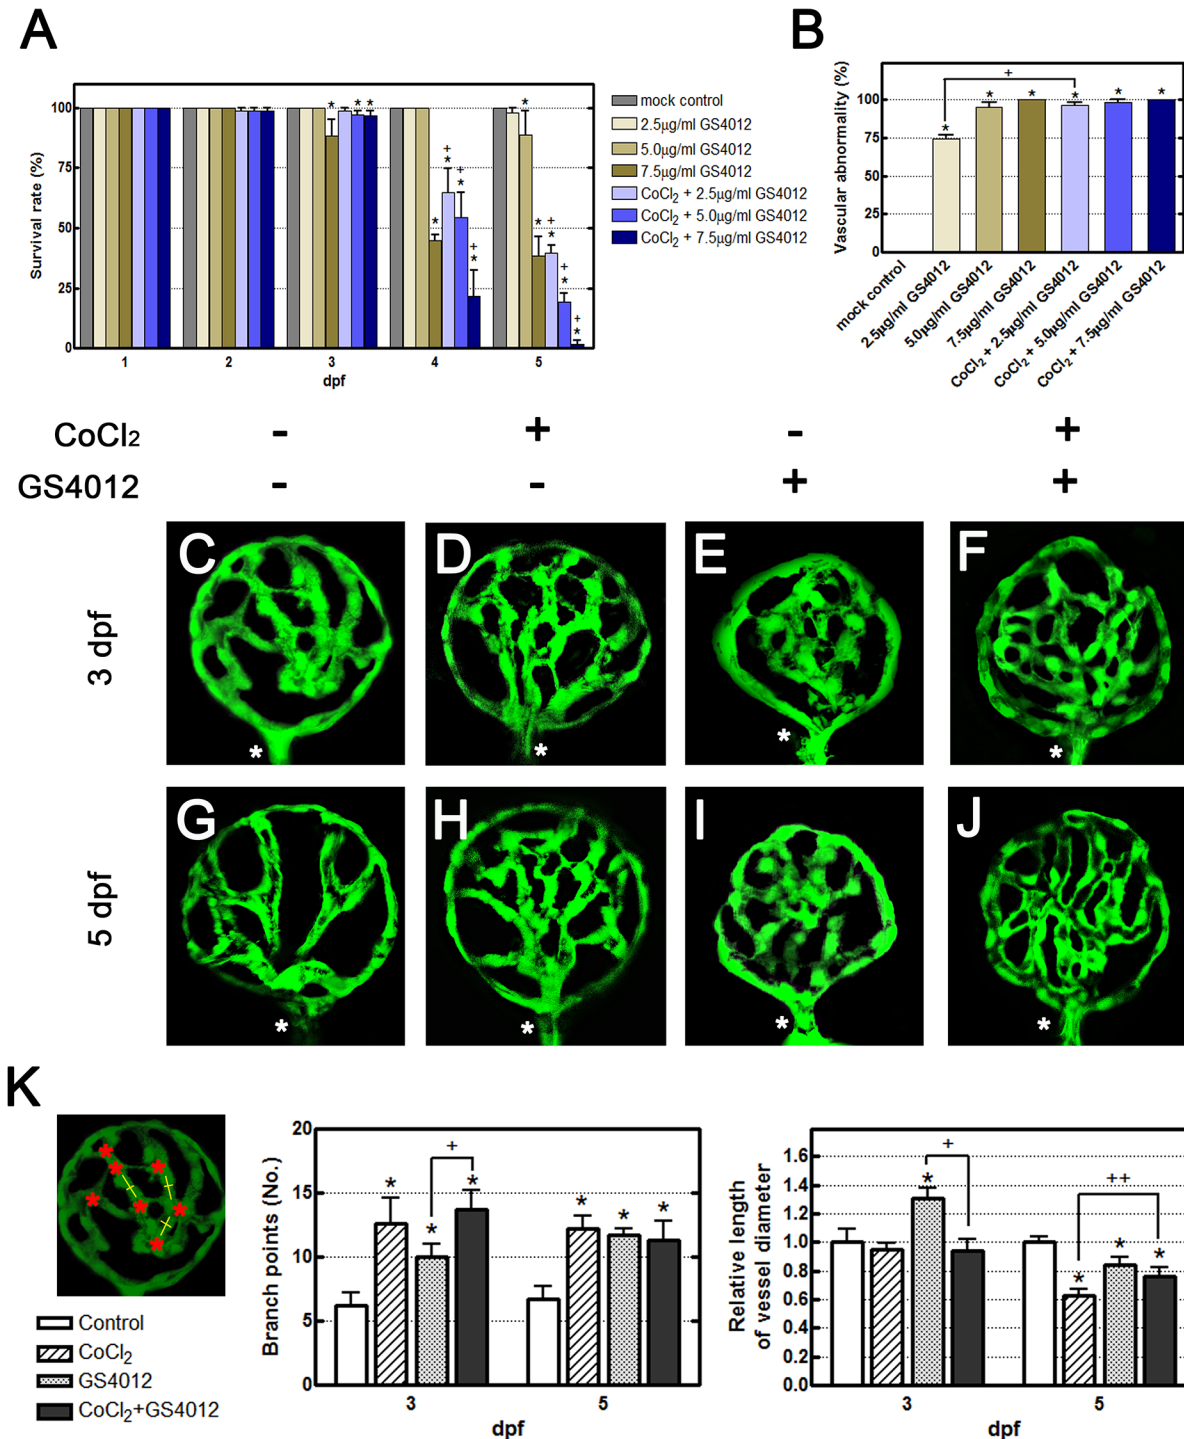 A
B
Survival rate (%)
100
75
50
25
0
1 2 3 4 5
dpf
* * * * + * + * + * * * + * + * + *
mock control
2.5μg/ml GS4012
5.0μg/ml GS4012
7.5μg/ml GS4012
CoCl2 + 2.5μg/ml GS4012
CoCl2 + 5.0μg/ml GS4012
CoCl2 + 7.5μg/ml GS4012
Vascular abnormality (%)
100
75
50
25
0
+
* * * * * *
mock control
2.5μg/ml GS4012
5.0μg/ml GS4012
7.5μg/ml GS4012
CoCl2 + 2.5μg/ml GS4012
CoCl2 + 5.0μg/ml GS4012
CoCl2 + 7.5μg/ml GS4012
CoCl2 - + - +
GS4012 - - + +
3 dpf
C D E F
* * * *
5 dpf
G H I J
* * * *
K
* * * * * * *
Control
CoCl2
GS4012
CoCl2+GS4012
Branch points (No.)
20
15
10
5
0
+
* * * * * *
3 5
dpf
Relative length
of vessel diameter
1.6
1.4
1.2
1.0
0.8
0.6
0.4
0.2
0.0
+
++
* * * *
3 5
dpf